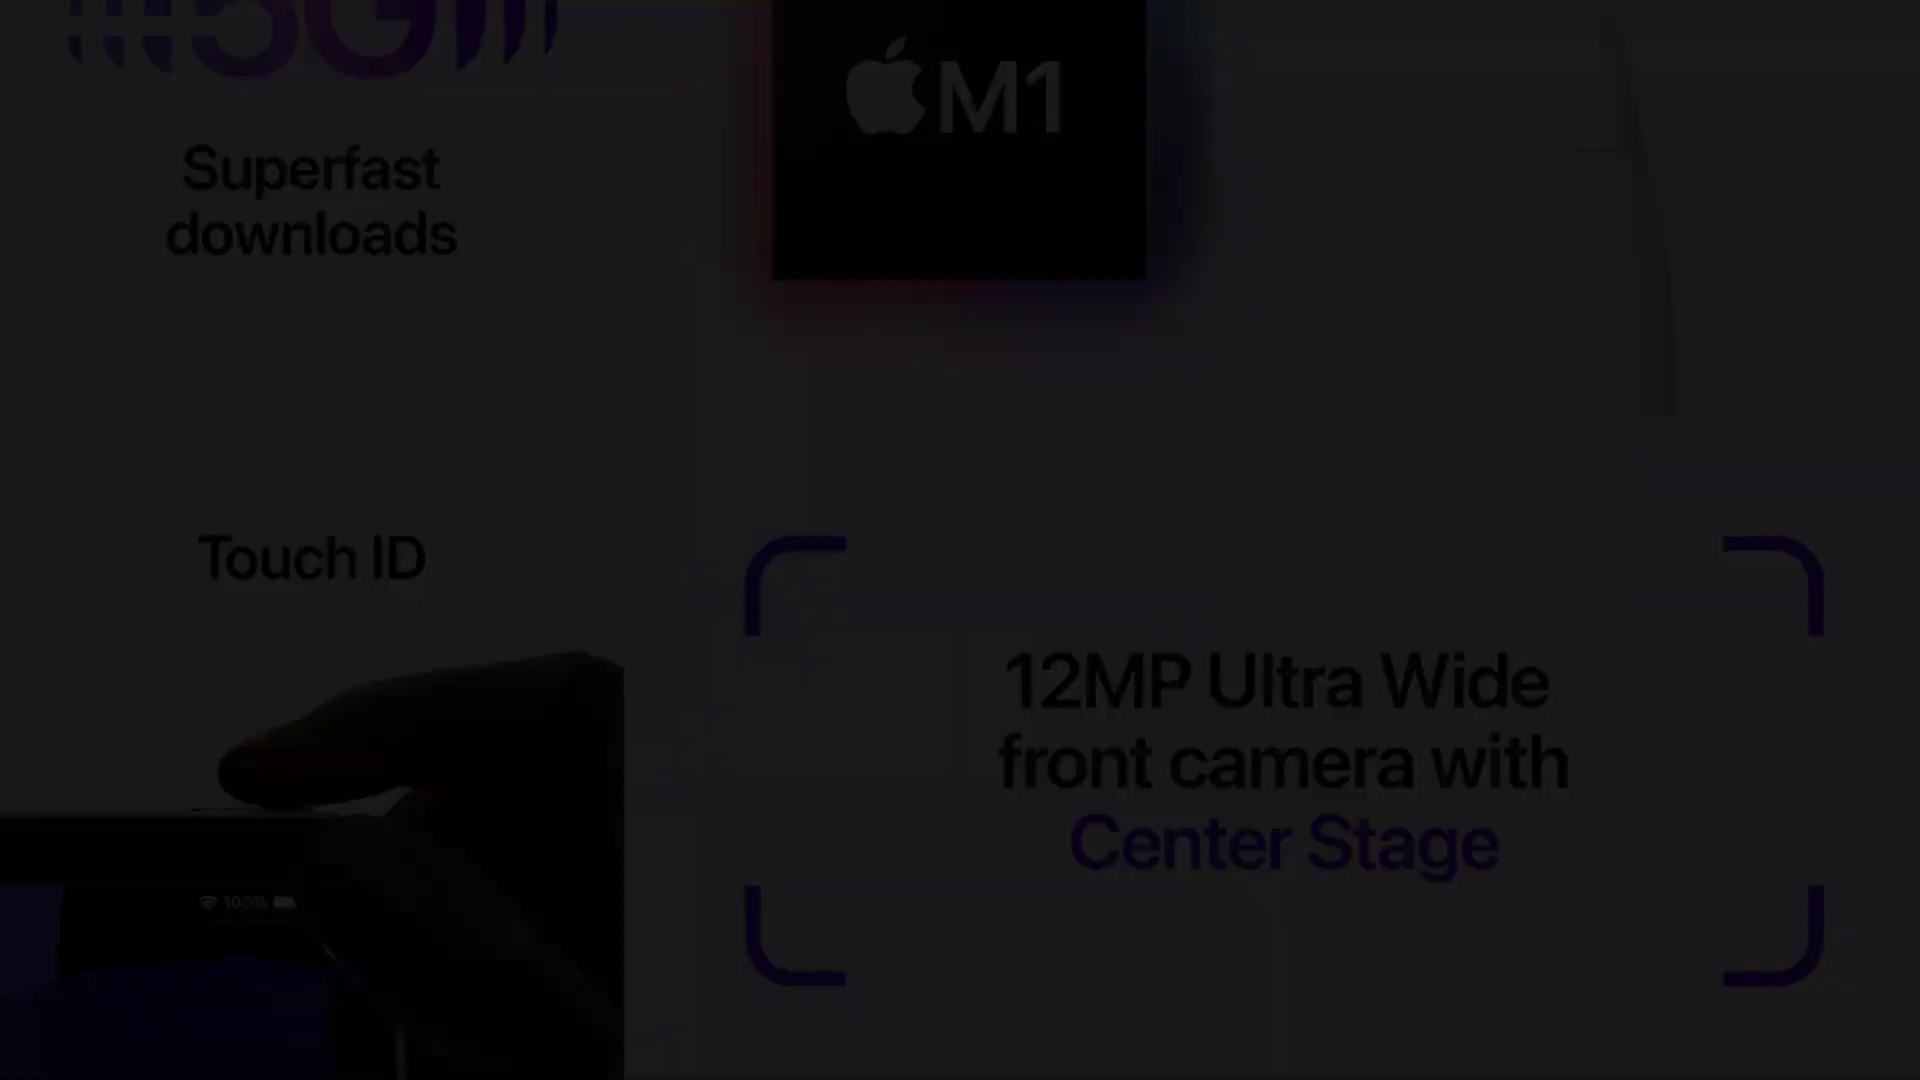 5G
M1
Superfast
downloads
Touch ID
12MP Ultra Wide
front camera with
Center Stage
100%